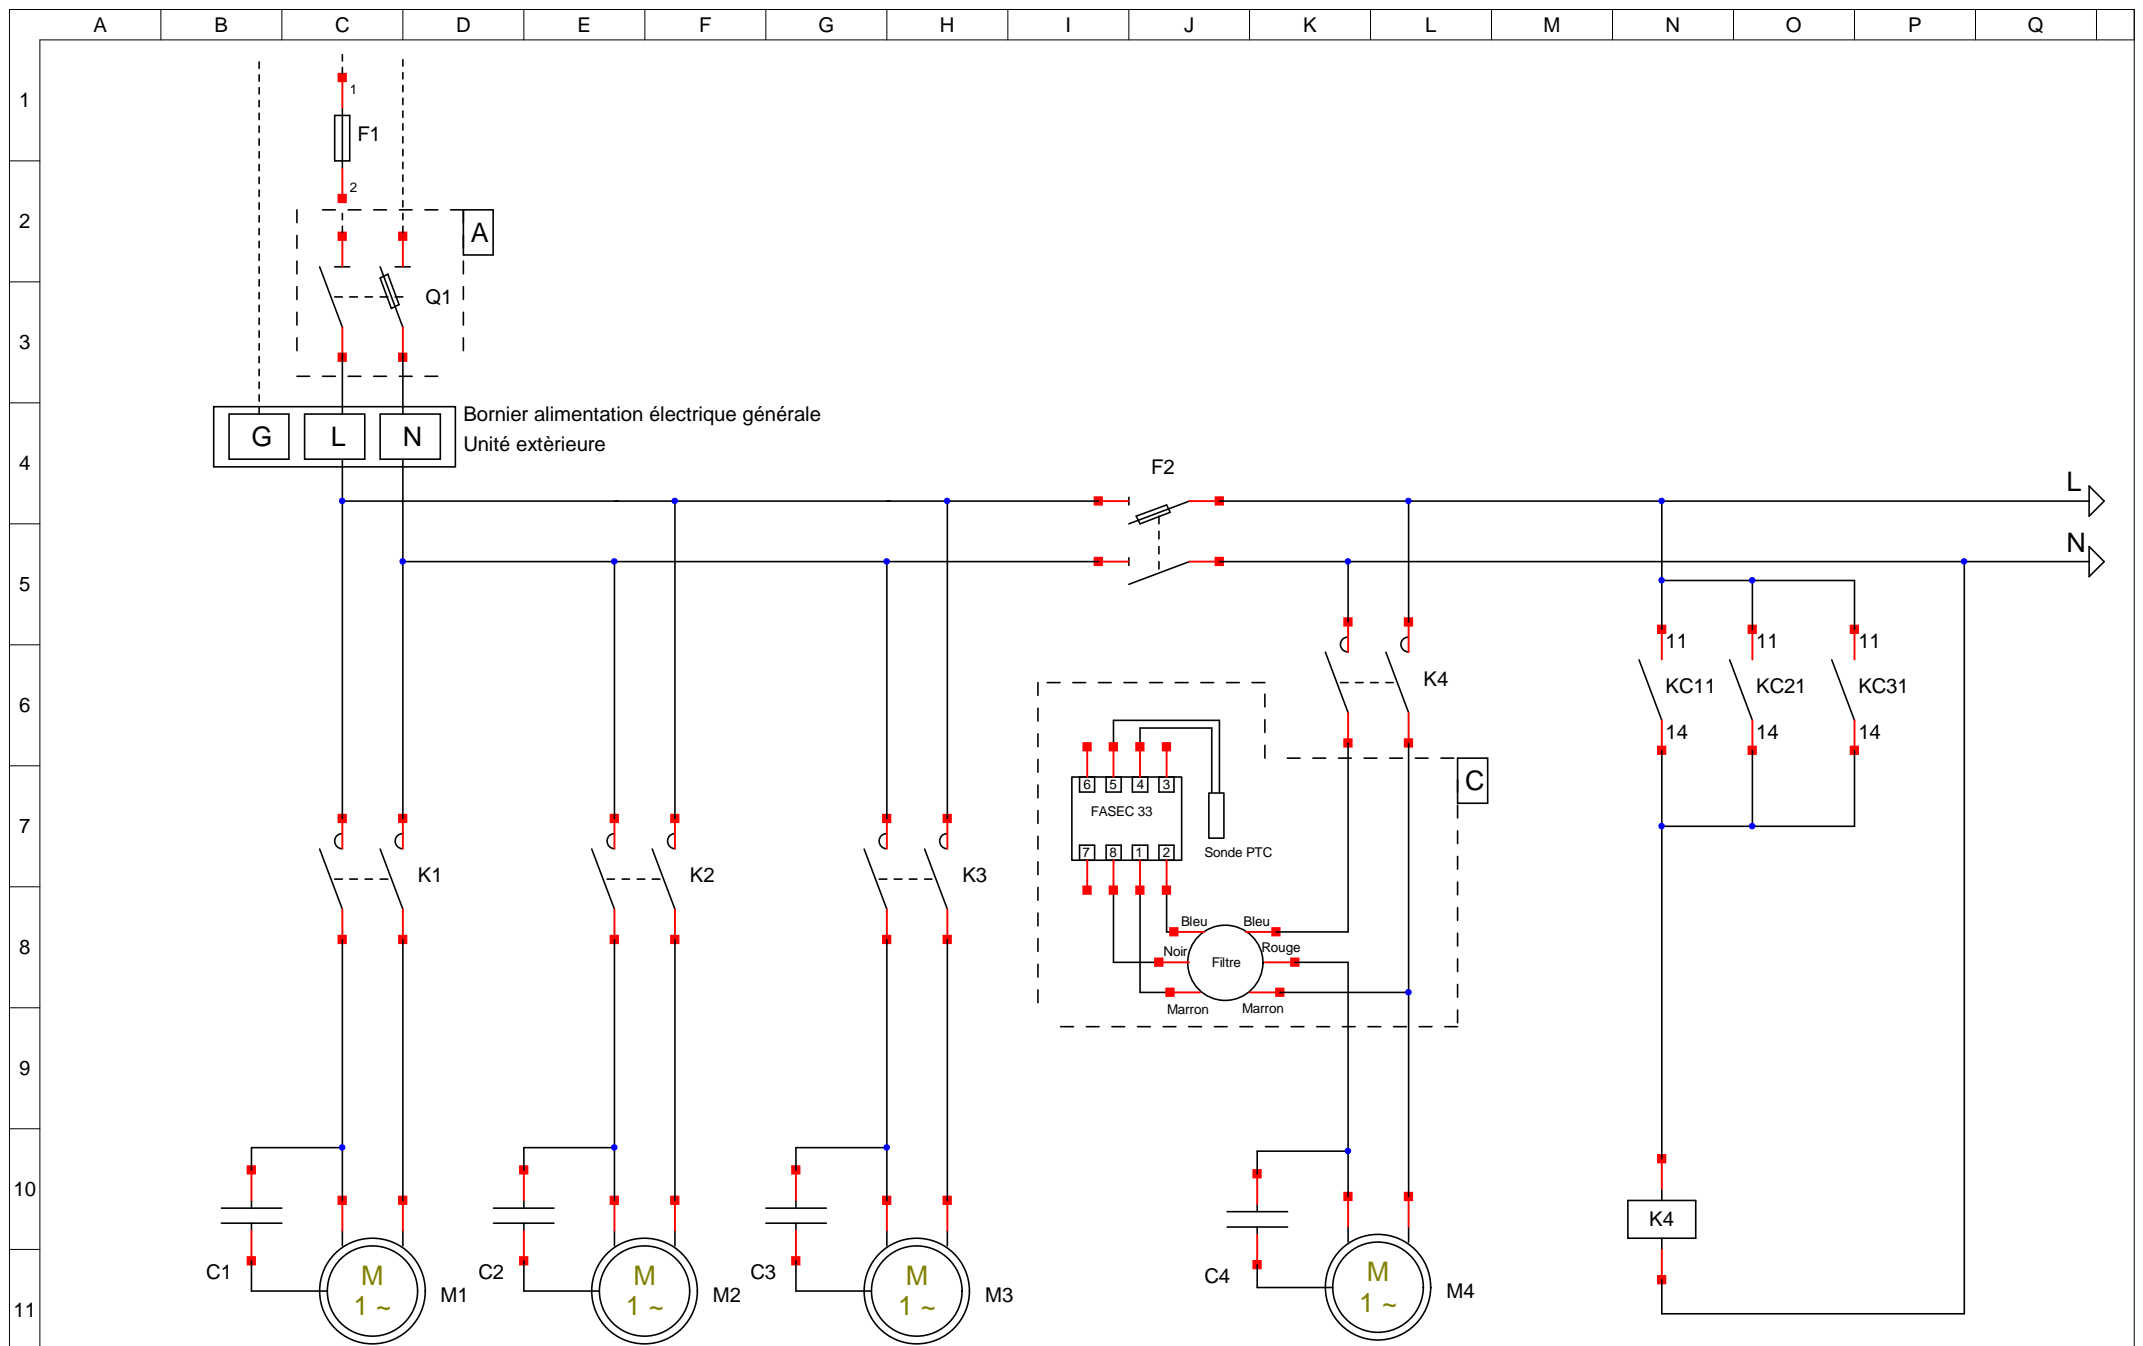 A B C D E F G H I J K L M N O P Q
1
1
F1
2
2
A
Q1
3
Bornier alimentation électrique générale
G L N
Unité extèrieure
4
F2
L
N
5
11 11 11
K4
KC11 KC21 KC31
6
14 14 14
C
6 5 4 3
FASEC 33
7
7 8 1 2
Sonde PTC
K1 K2 K3
Bleu Bleu
Noir Rouge
8
Filtre
Marron Marron
9
10
K4
C1 C2 C3 C4
M M M M
M1 M2 M3 M4
1 ~ 1 ~ 1 ~ 1 ~
11